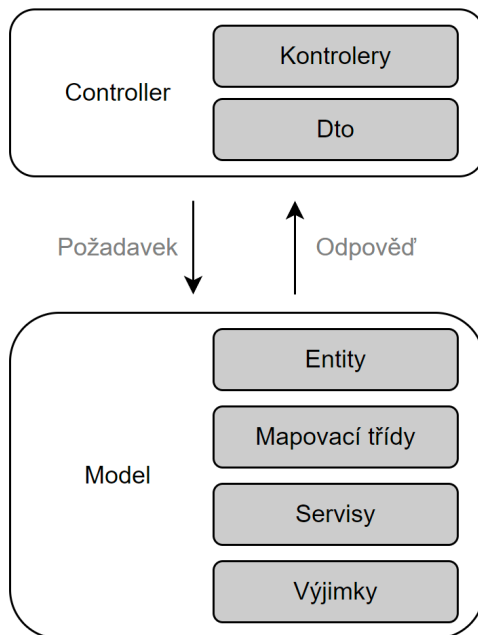 Controller
Kontrolery
Dto
Požadavek
Odpověď
Model
Entity
Mapovací třídy
Servisy
Výjimky